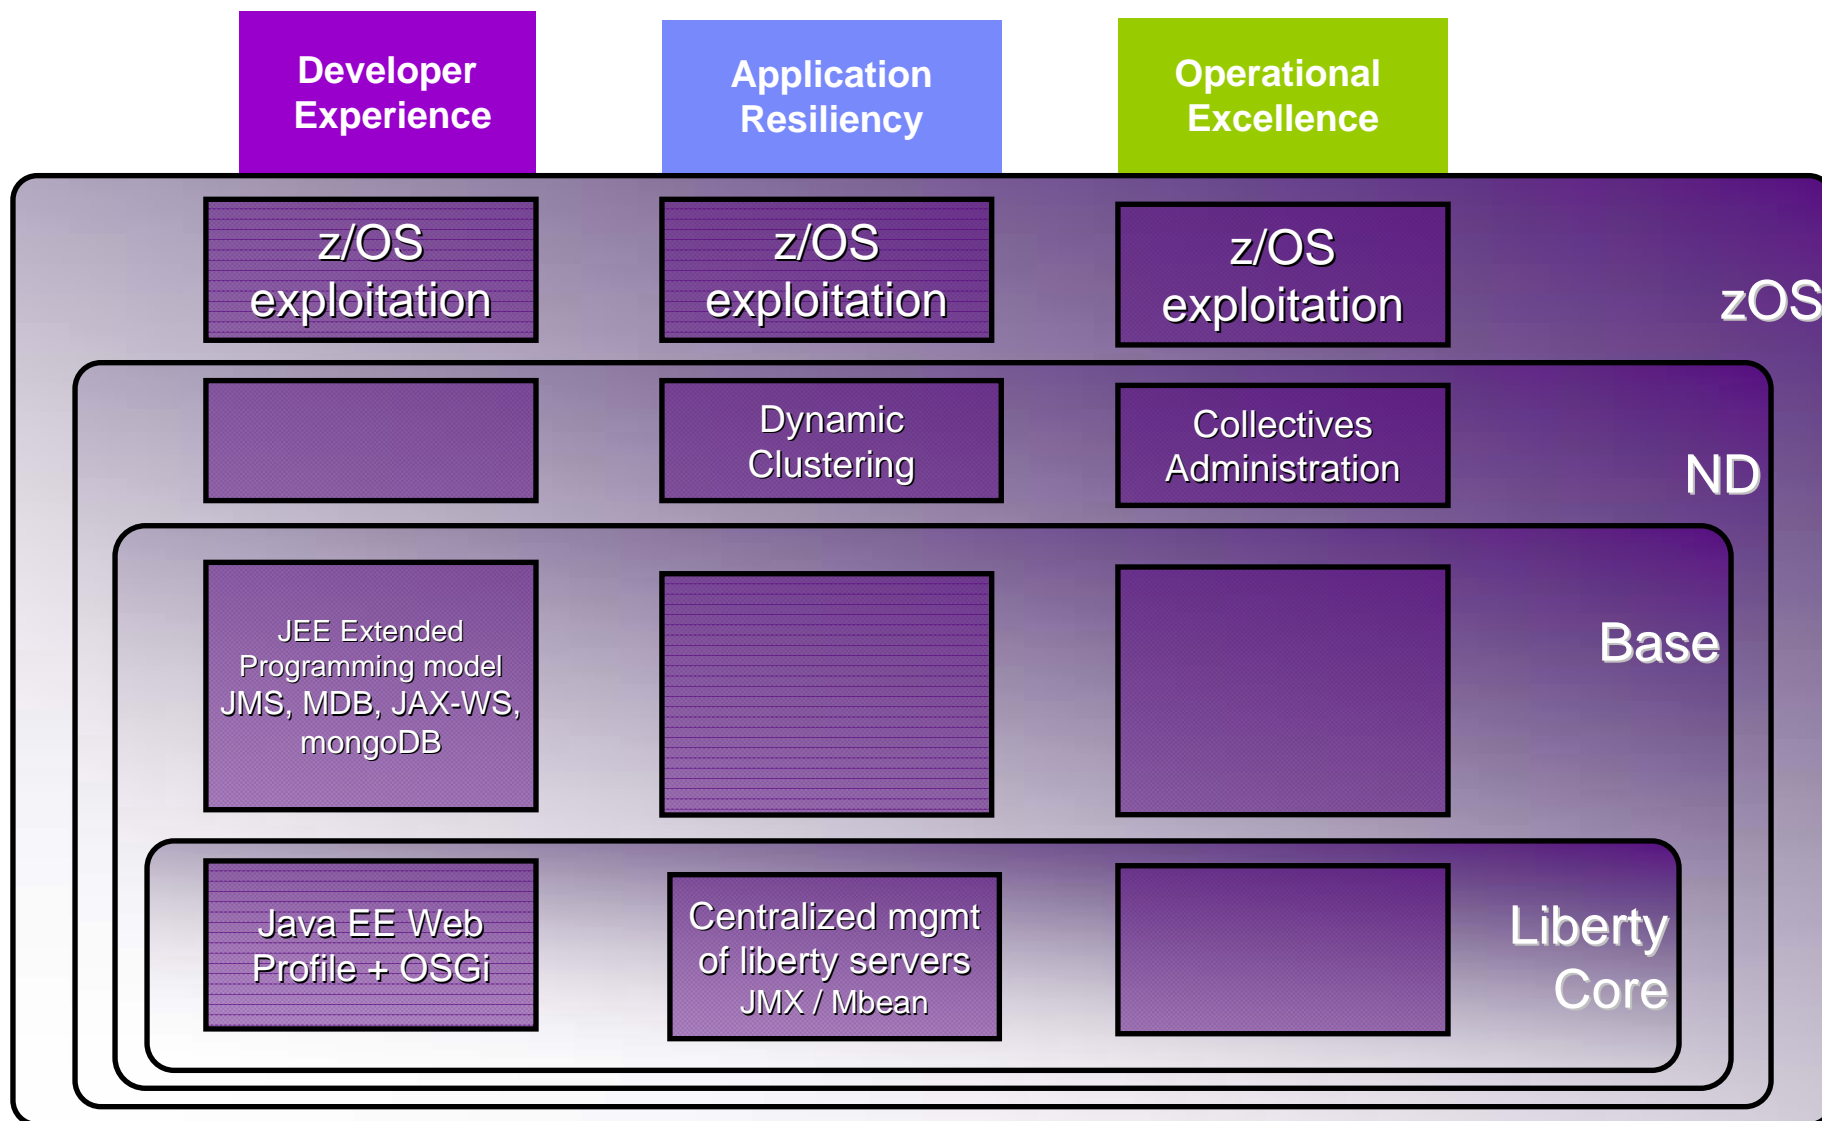 Developer
Experience
Application
Resiliency
Operational
Excellence
z/OS
exploitation
z/OS
exploitation
z/OS
exploitation
zOS
Dynamic
Clustering
Collectives
Administration
ND
JEE Extended
Programming model
JMS, MDB, JAX-WS,
mongoDB
Base
Java EE Web
Profile + OSGi
Centralized mgmt
of liberty servers
JMX / Mbean
Liberty
Core